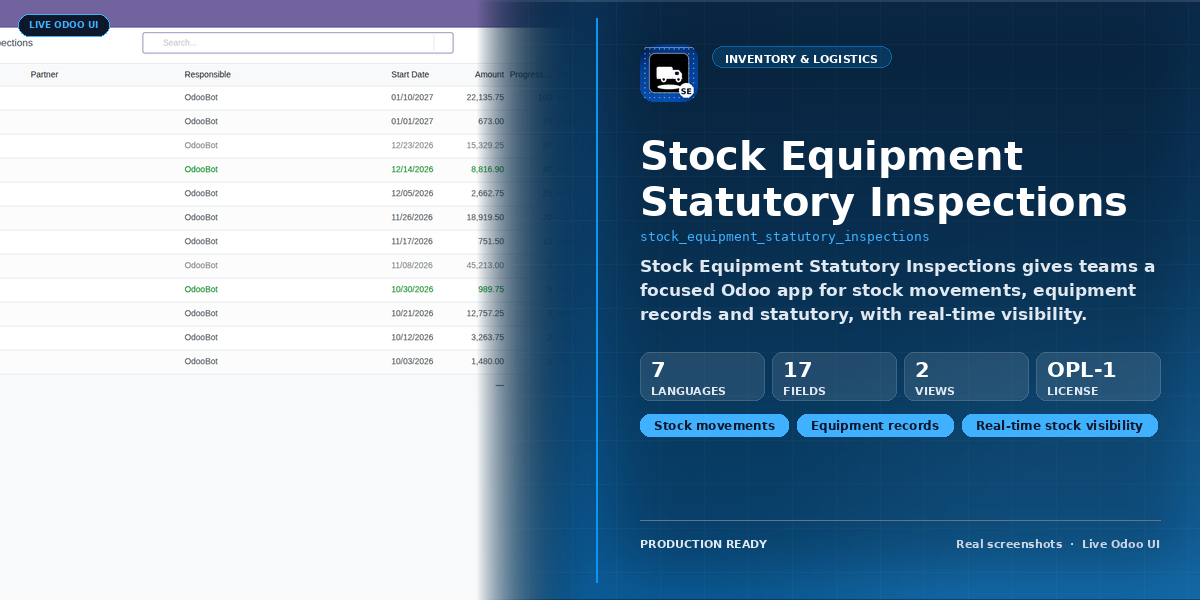 LIVE ODOO UI
ections
Search...
Partner Responsible Start Date Amount Progress...
OdooBot 01/10/2027 22,135.75 100
OdooBot 01/01/2027 673.00
OdooBot 12/23/2026 15,329.25
OdooBot 12/14/2026 8,816.90
OdooBot 12/05/2026 2,662.75
OdooBot 11/26/2026 18,919.50
OdooBot 11/17/2026 751.50
OdooBot 11/08/2026 45,213.00
OdooBot 10/30/2026 989.75
OdooBot 10/21/2026 12,757.25
OdooBot 10/12/2026 3,263.75
OdooBot 10/03/2026 1,480.00
—
SE
INVENTORY & LOGISTICS
Stock Equipment
Statutory Inspections
stock_equipment_statutory_inspections
Stock Equipment Statutory Inspections gives teams a
focused Odoo app for stock movements, equipment
records and statutory, with real-time visibility.
7 17 2 OPL-1
LANGUAGES FIELDS VIEWS LICENSE
Stock movements Equipment records Real-time stock visibility
PRODUCTION READY Real screenshots · Live Odoo UI